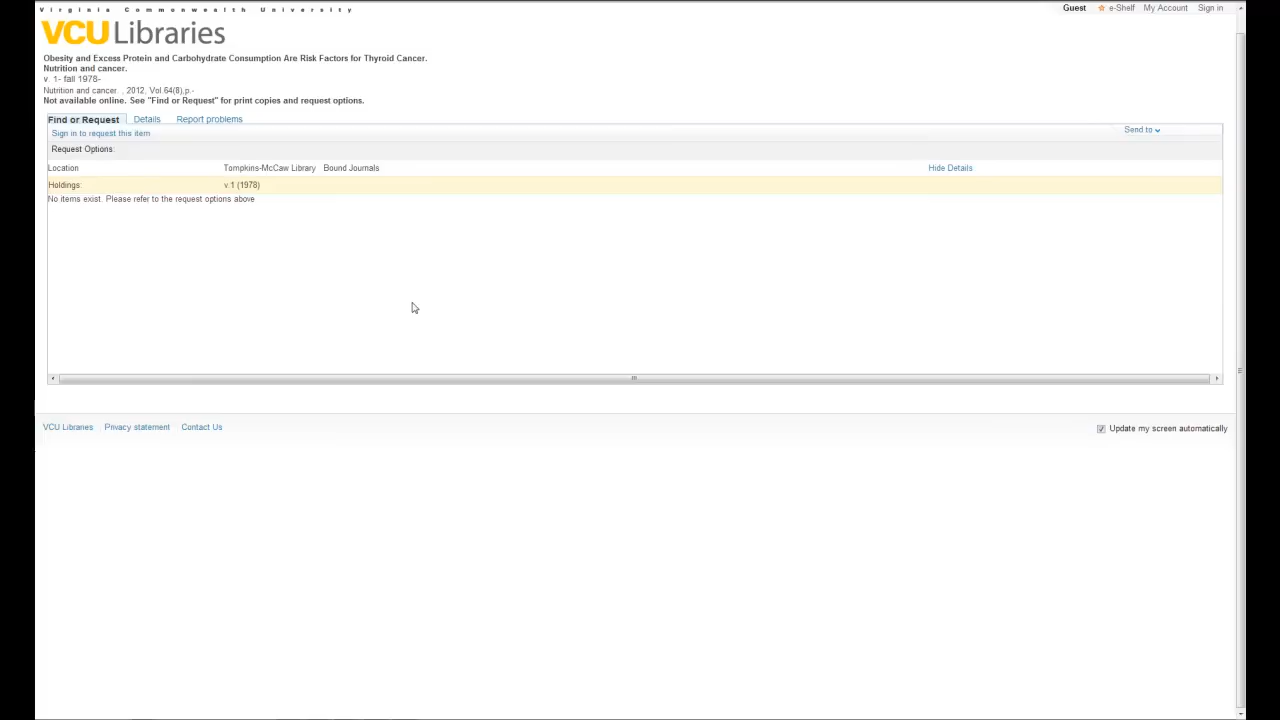 Virginia Commonwealth University
Guest e-Shelf My Account Sign in
VCU Libraries
Obesity and Excess Protein and Carbohydrate Consumption Are Risk Factors for Thyroid Cancer.
Nutrition and cancer.
v. 1- fall 1978-
Nutrition and cancer. , 2012, Vol.64(8),p.-
Not available online. See "Find or Request" for print copies and request options.
Find or Request Details Report problems
Send to
Sign in to request this item
Request Options:
Location Tompkins-McCaw Library Bound Journals Hide Details
Holdings: v.1 (1978)
No items exist. Please refer to the request options above
VCU Libraries Privacy statement Contact Us
Update my screen automatically